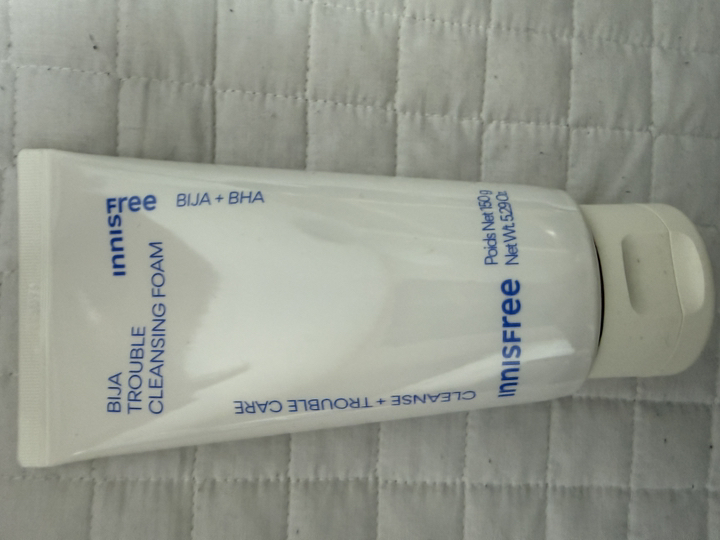 innisfree
BIJA + BHA
BIJA
TROUBLE
CLEANSING FOAM
CLEANSE + TROUBLE CARE
innisfree
Poids Net 150 g
Net Wt. 5.29 Oz.